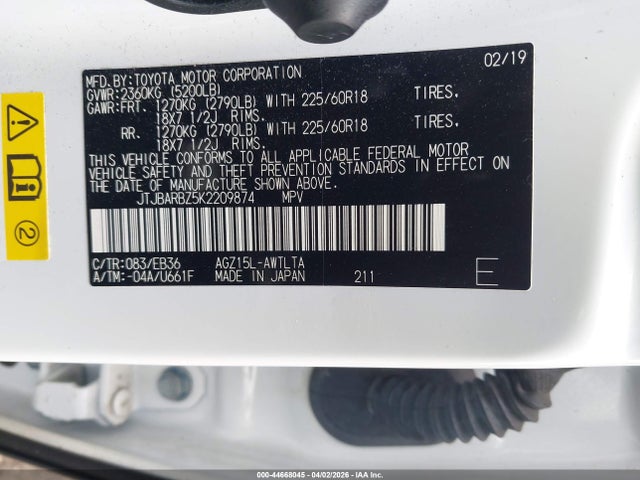 02/19
MFD.BY:TOYOTA MOTOR CORPORATION
GVWR:2360KG (5200LB)
GAWR:FRT. 1270KG (2790LB) WITH 225/60R18 TIRES.
18X7 1/2J RIMS.
RR. 1270KG (2790LB) WITH 225/60R18 TIRES.
18X7 1/2J RIMS.
THIS VEHICLE CONFORMS TO ALL APPLICABLE FEDERAL MOTOR
VEHICLE SAFETY AND THEFT PREVENTION STANDARDS IN EFFECT ON
THE DATE OF MANUFACTURE SHOWN ABOVE.
JTJBARBZ5K2209874 MPV
C/TR:083/EB36 AGZ15L-AWTLTA
A/TM:-04A/U661F MADE IN JAPAN 211 E
2
000-44668045 - 04/02/2026 - IAA Inc.